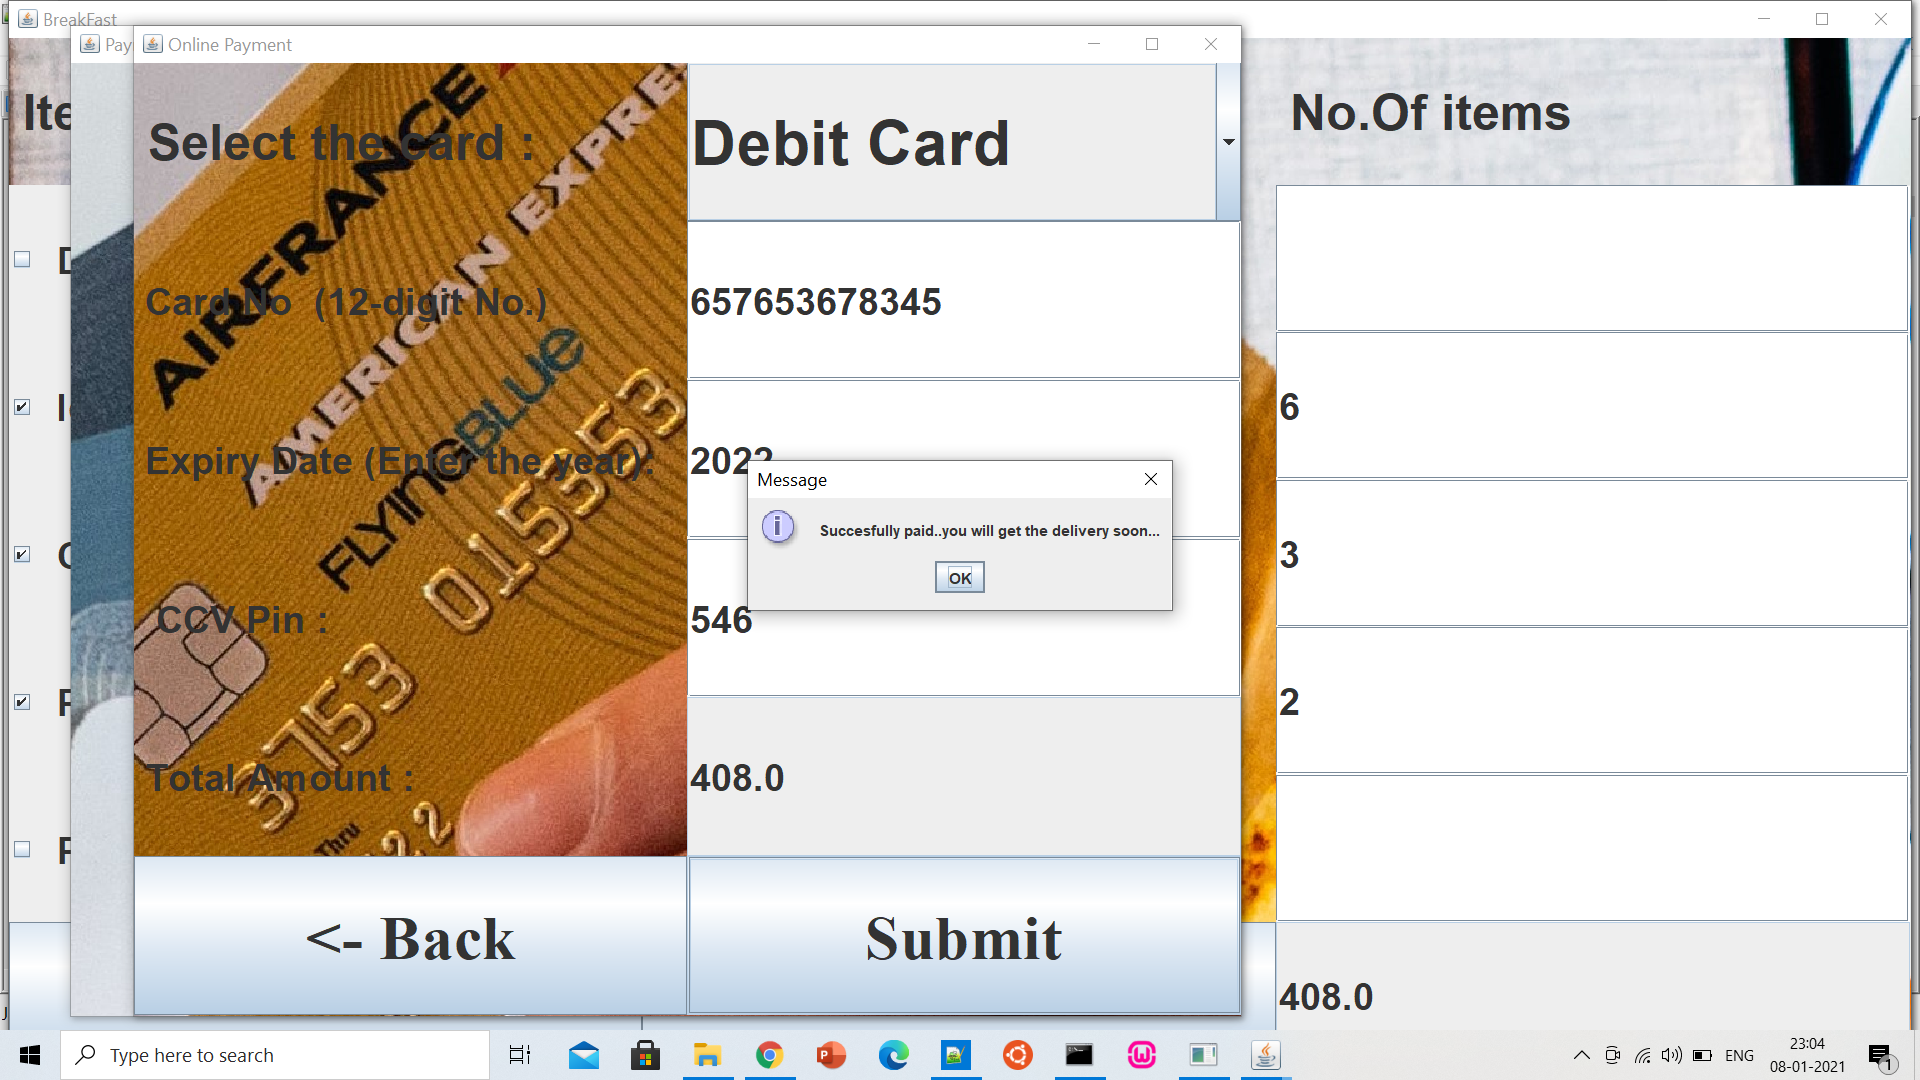 BreakFast
Pay
Online Payment
Ite
Select the card :
Debit Card
No.Of items
AIRFRANCE
AMERICAN EXPRE
FLYINGBLUE
015353
3753
Thru
Card No  (12-digit No.)
657653678345
Expiry Date (Enter the year):
2022
6
Message
Succesfully paid..you will get the delivery soon...
OK
3
CCV Pin :
546
2
Total Amount :
408.0
<- Back
Submit
408.0
Type here to search
ENG
23:04
08-01-2021
1